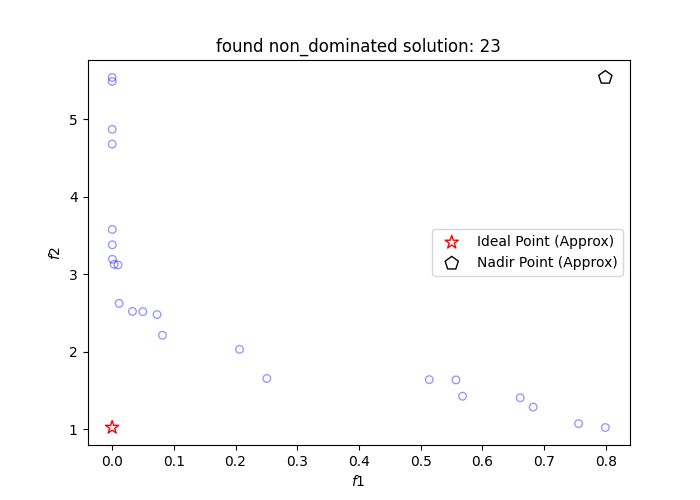 found non_dominated solution: 23
5
4
3
2
1
f2
Ideal Point (Approx)
Nadir Point (Approx)
0.0 0.1 0.2 0.3 0.4 0.5 0.6 0.7 0.8
f1